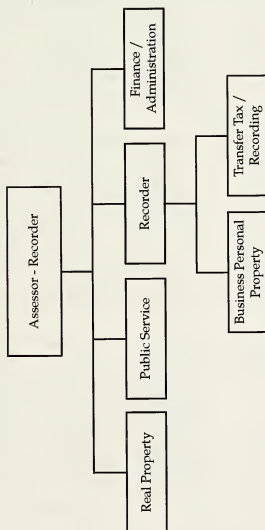 Assessor - Recorder
Real Property
Public Service
Recorder
Finance /
Administration
Business Personal
Property
Transfer Tax /
Recording